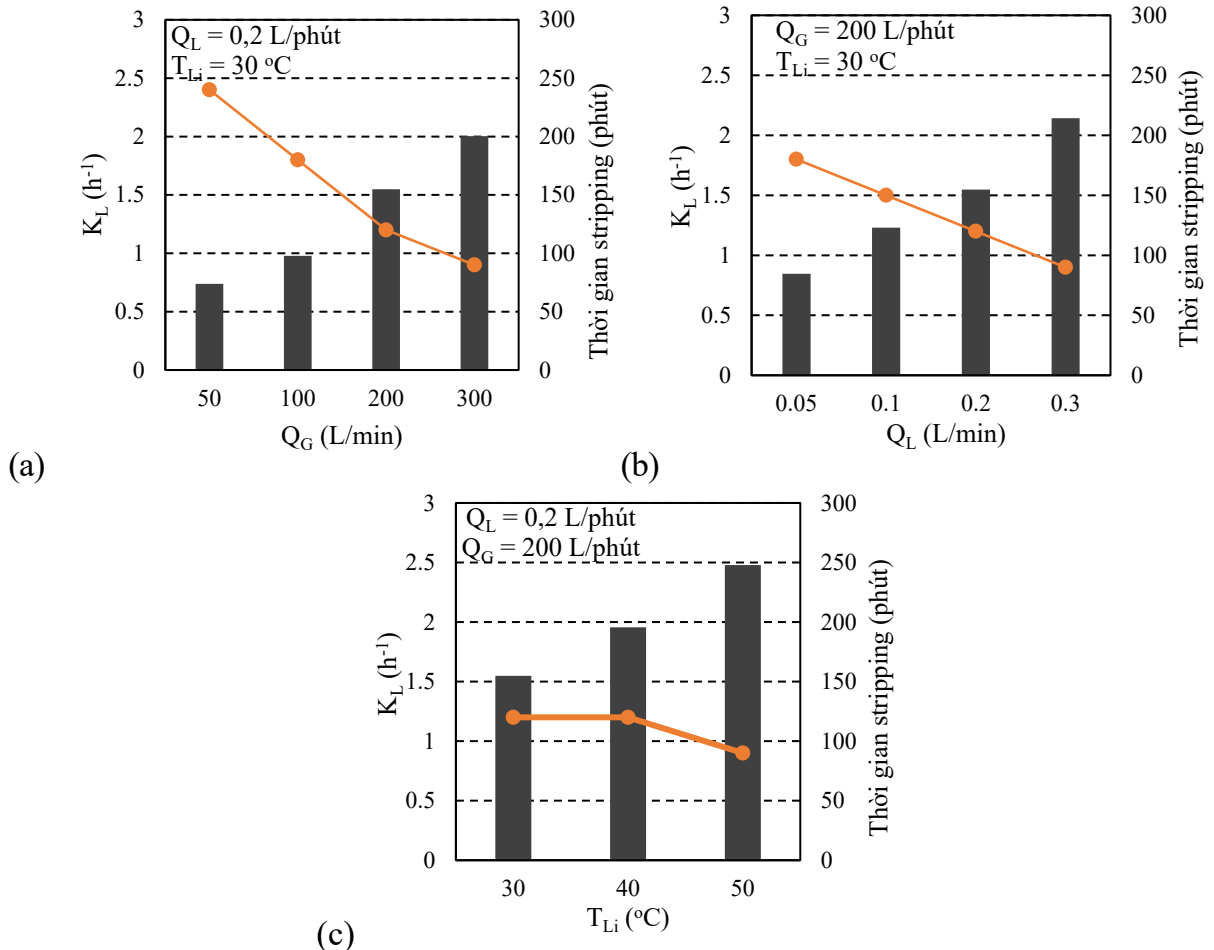 Q_L = 0,2 L/phút
T_Li = 30 °C
K_L (h⁻¹)
3
2.5
2
1.5
1
0.5
0
300
250
200
150
100
50
0
Thời gian stripping (phút)
50 100 200 300
Q_G (L/min)
(a)
Q_G = 200 L/phút
T_Li = 30 °C
K_L (h⁻¹)
3
2.5
2
1.5
1
0.5
0
300
250
200
150
100
50
0
Thời gian stripping (phút)
0.05 0.1 0.2 0.3
Q_L (L/min)
(b)
Q_L = 0,2 L/phút
Q_G = 200 L/phút
K_L (h⁻¹)
3
2.5
2
1.5
1
0.5
0
300
250
200
150
100
50
0
Thời gian stripping (phút)
30 40 50
T_Li (°C)
(c)